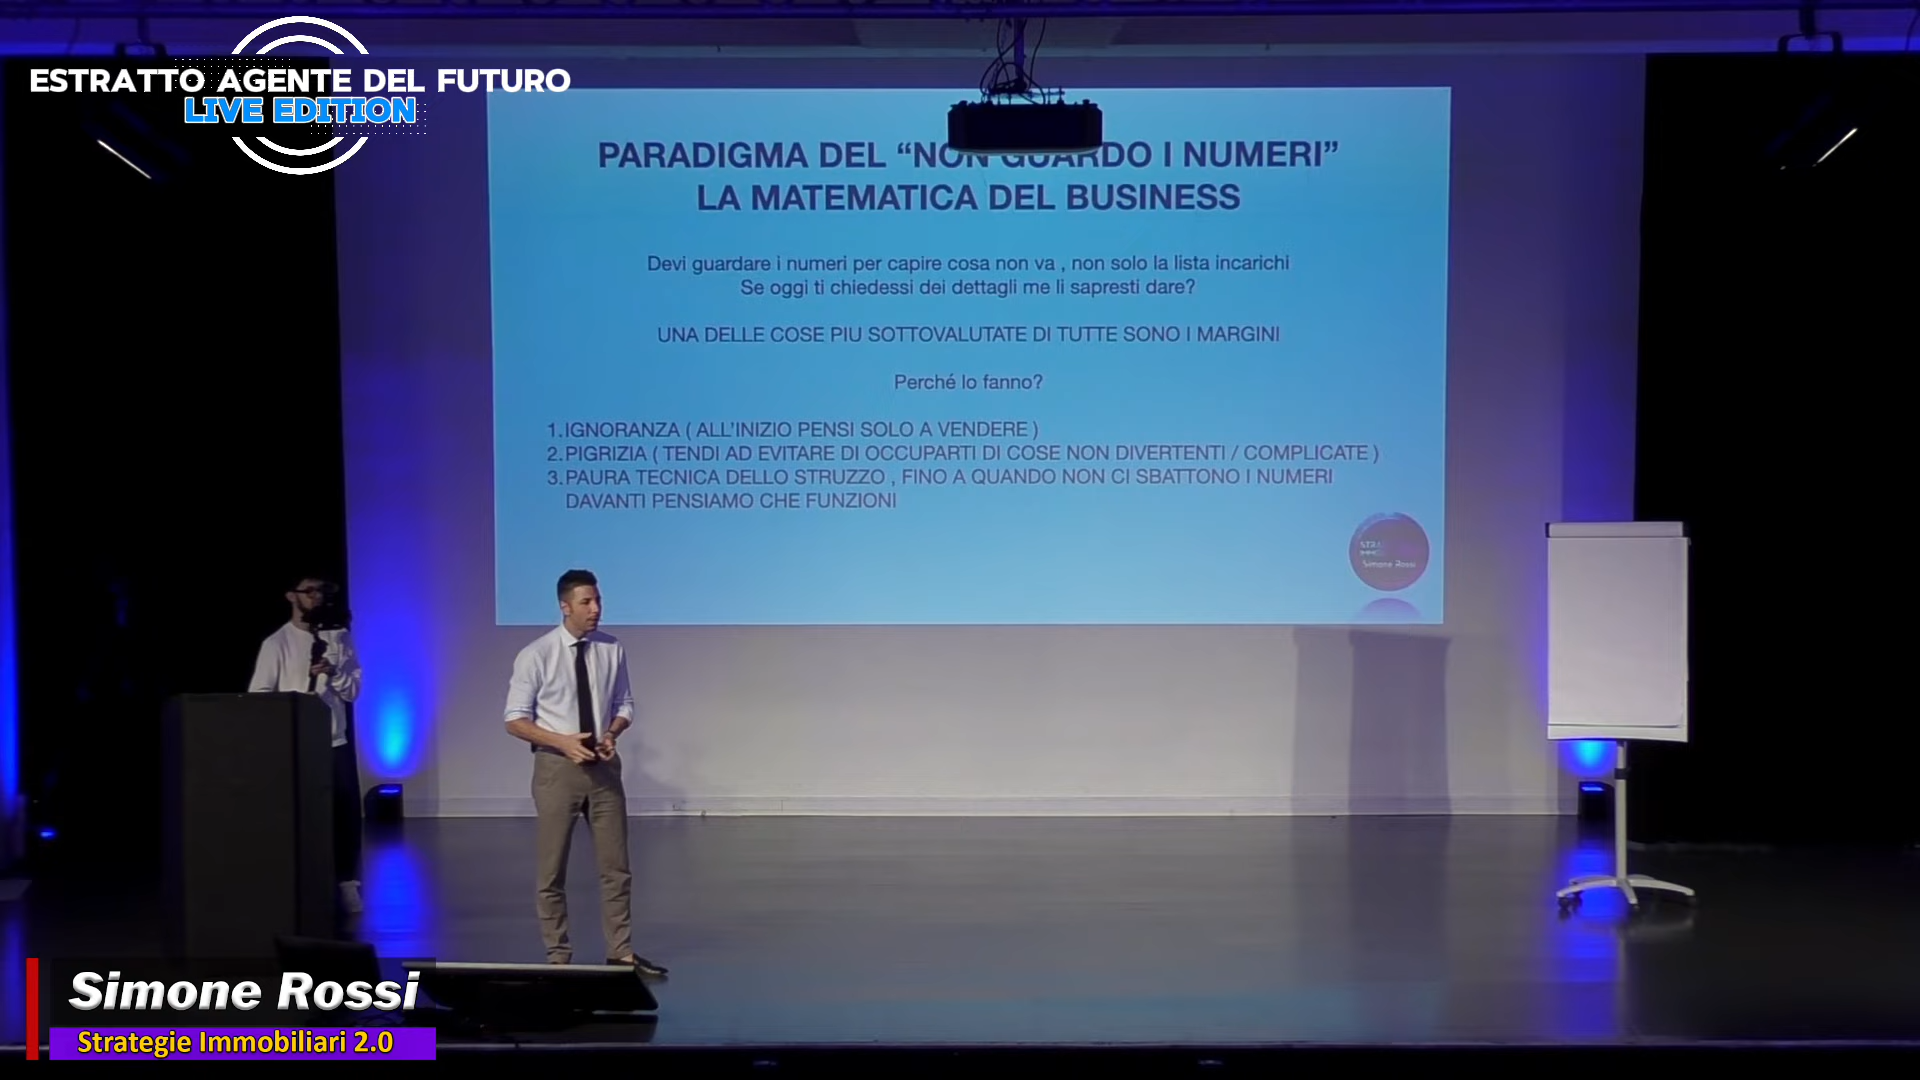 ESTRATTO AGENTE DEL FUTURO
LIVE EDITION
PARADIGMA DEL “NON GUARDO I NUMERI”
LA MATEMATICA DEL BUSINESS
Devi guardare i numeri per capire cosa non va , non solo la lista incarichi
Se oggi ti chiedessi dei dettagli me li sapresti dare?
UNA DELLE COSE PIU SOTTOVALUTATE DI TUTTE SONO I MARGINI
Perché lo fanno?
1. IGNORANZA ( ALL’INIZIO PENSI SOLO A VENDERE )
2. PIGRIZIA ( TENDI AD EVITARE DI OCCUPARTI DI COSE NON DIVERTENTI / COMPLICATE )
3. PAURA TECNICA DELLO STRUZZO , FINO A QUANDO NON CI SBATTONO I NUMERI
DAVANTI PENSIAMO CHE FUNZIONI
Simone Rossi
Simone Rossi
Strategie Immobiliari 2.0